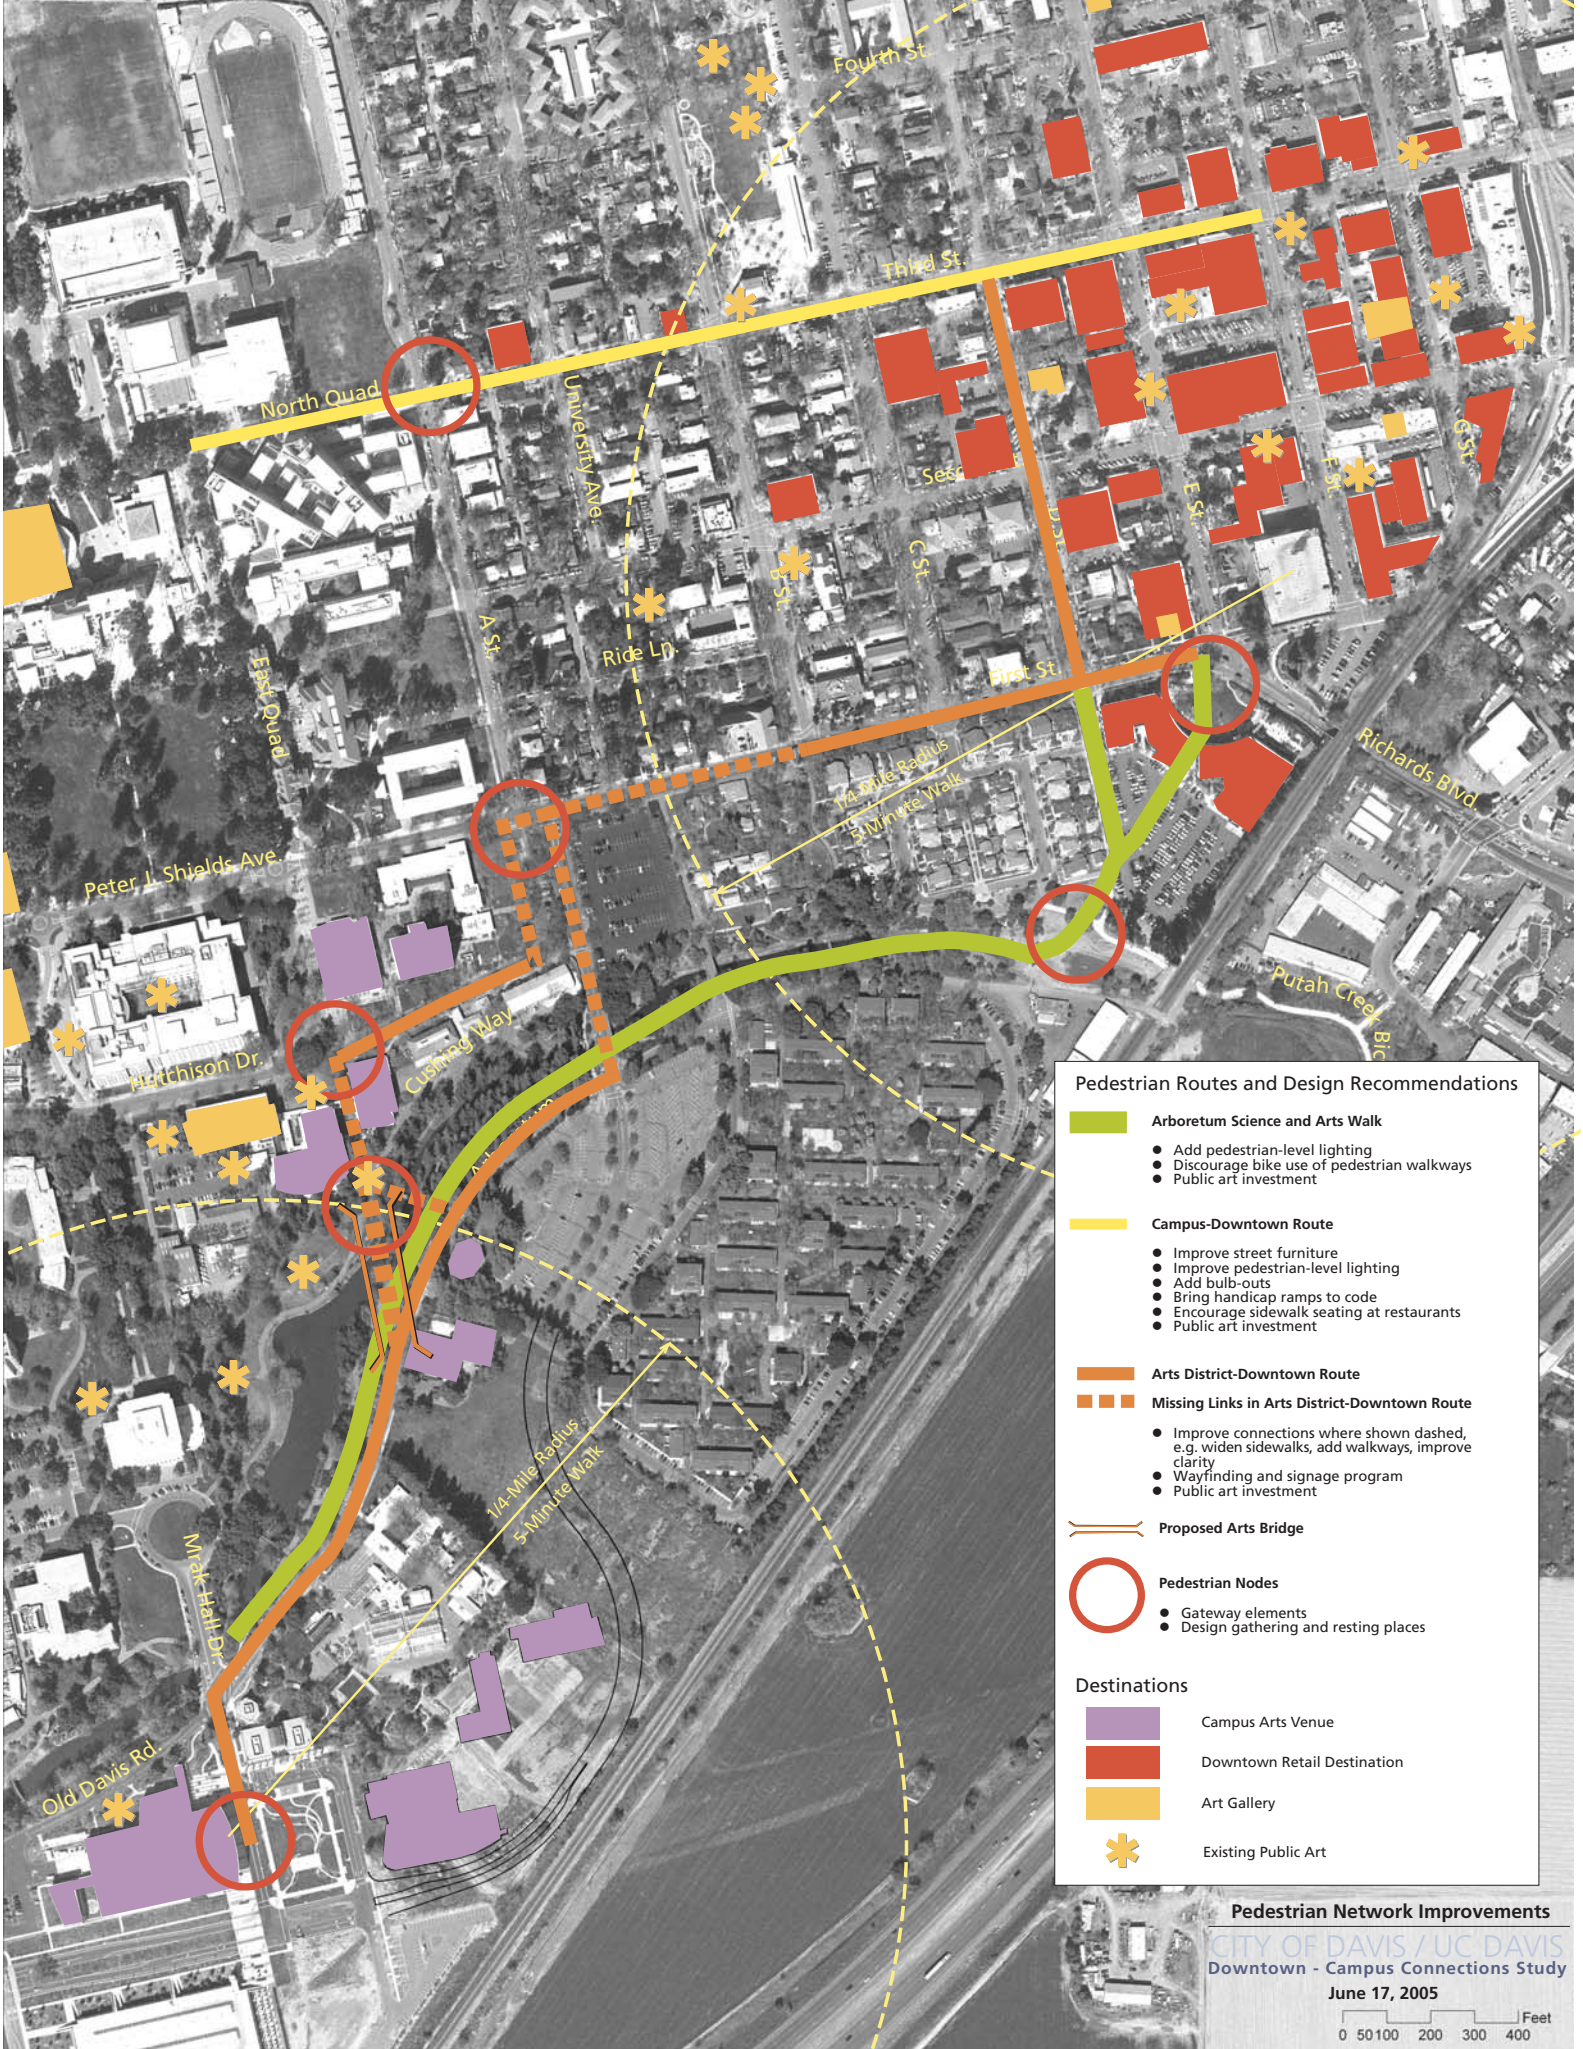 Fourth St.
Third St.
North Quad
University Ave.
C St.
D St.
E St.
F St.
G St.
B St.
A St.
Rice Ln.
First St.
East Quad
Richards Blvd.
1/4-Mile Radius
5-Minute Walk
Peter J. Shields Ave.
Putah Creek Bic
Cushing Way
Hutchison Dr.
1/4-Mile Radius
5-Minute Walk
Mrak Hall Dr.
Old Davis Rd.
Pedestrian Routes and Design Recommendations
Arboretum Science and Arts Walk
● Add pedestrian-level lighting
● Discourage bike use of pedestrian walkways
● Public art investment
Campus-Downtown Route
● Improve street furniture
● Improve pedestrian-level lighting
● Add bulb-outs
● Bring handicap ramps to code
● Encourage sidewalk seating at restaurants
● Public art investment
Arts District-Downtown Route
Missing Links in Arts District-Downtown Route
● Improve connections where shown dashed,
e.g. widen sidewalks, add walkways, improve
clarity
● Wayfinding and signage program
● Public art investment
Proposed Arts Bridge
Pedestrian Nodes
● Gateway elements
● Design gathering and resting places
Destinations
Campus Arts Venue
Downtown Retail Destination
Art Gallery
Existing Public Art
Pedestrian Network Improvements
CITY OF DAVIS / UC DAVIS
Downtown - Campus Connections Study
June 17, 2005
Feet
0 50 100 200 300 400